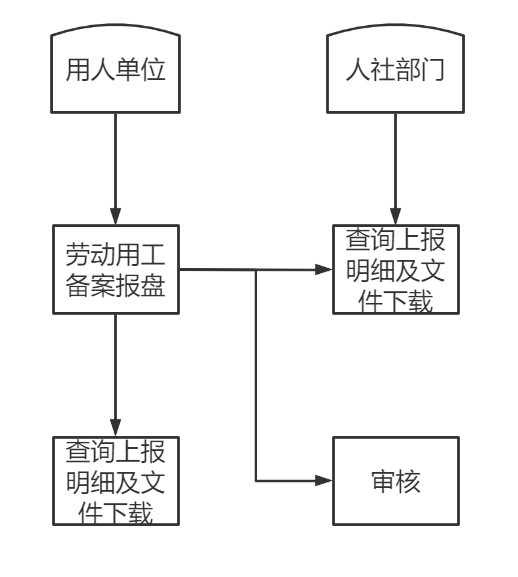 用人单位
人社部门
劳动用工
备案报盘
查询上报
明细及文
件下载
查询上报
明细及文
件下载
审核